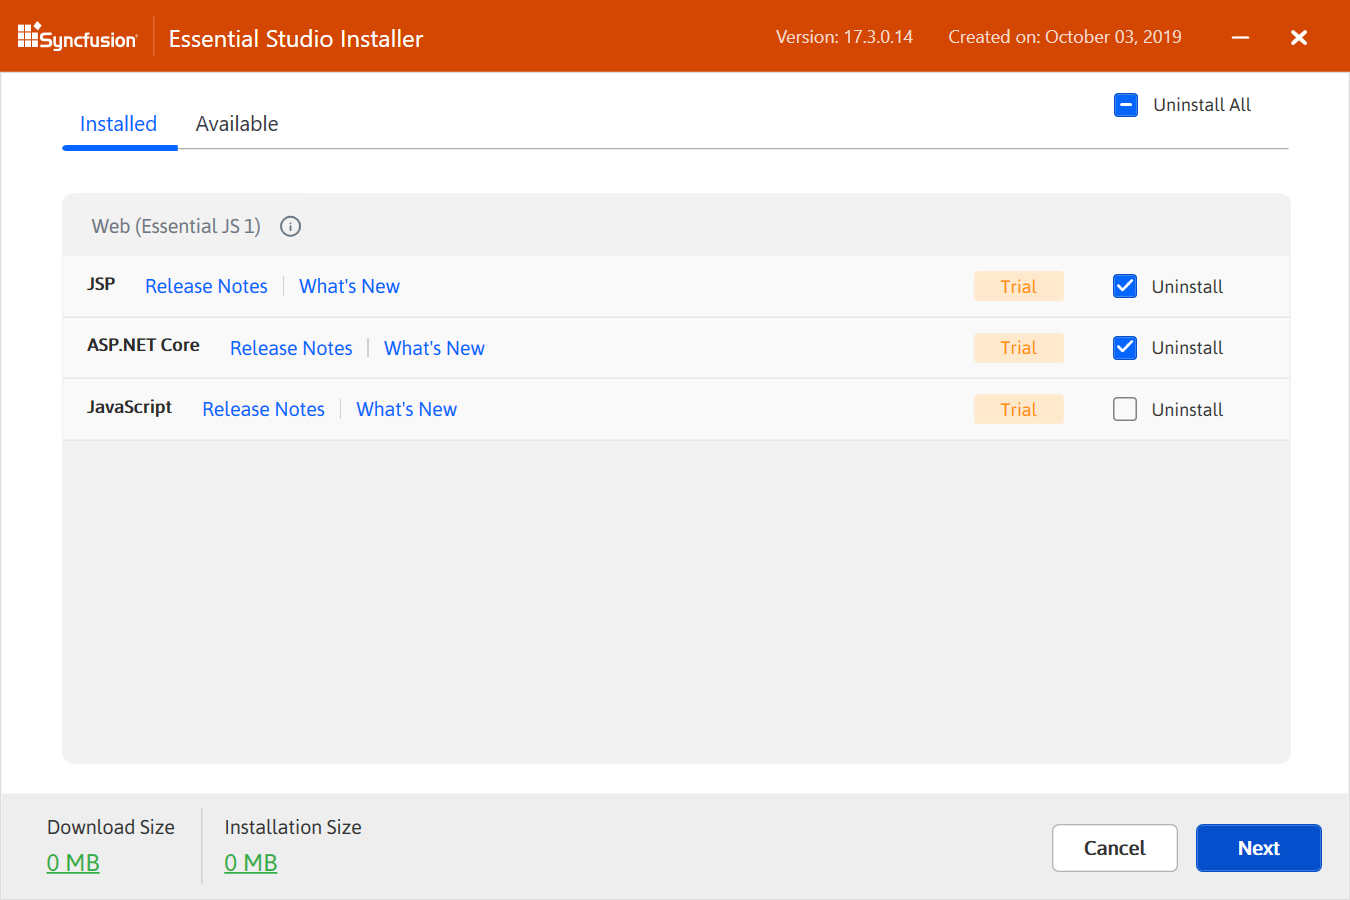 Syncfusion Essential Studio Installer Version: 17.3.0.14 Created on: October 03, 2019
Installed Available Uninstall All
Web (Essential JS 1)
JSP Release Notes What's New Trial Uninstall
ASP.NET Core Release Notes What's New Trial Uninstall
JavaScript Release Notes What's New Trial Uninstall
Download Size Installation Size
0 MB 0 MB
Cancel Next